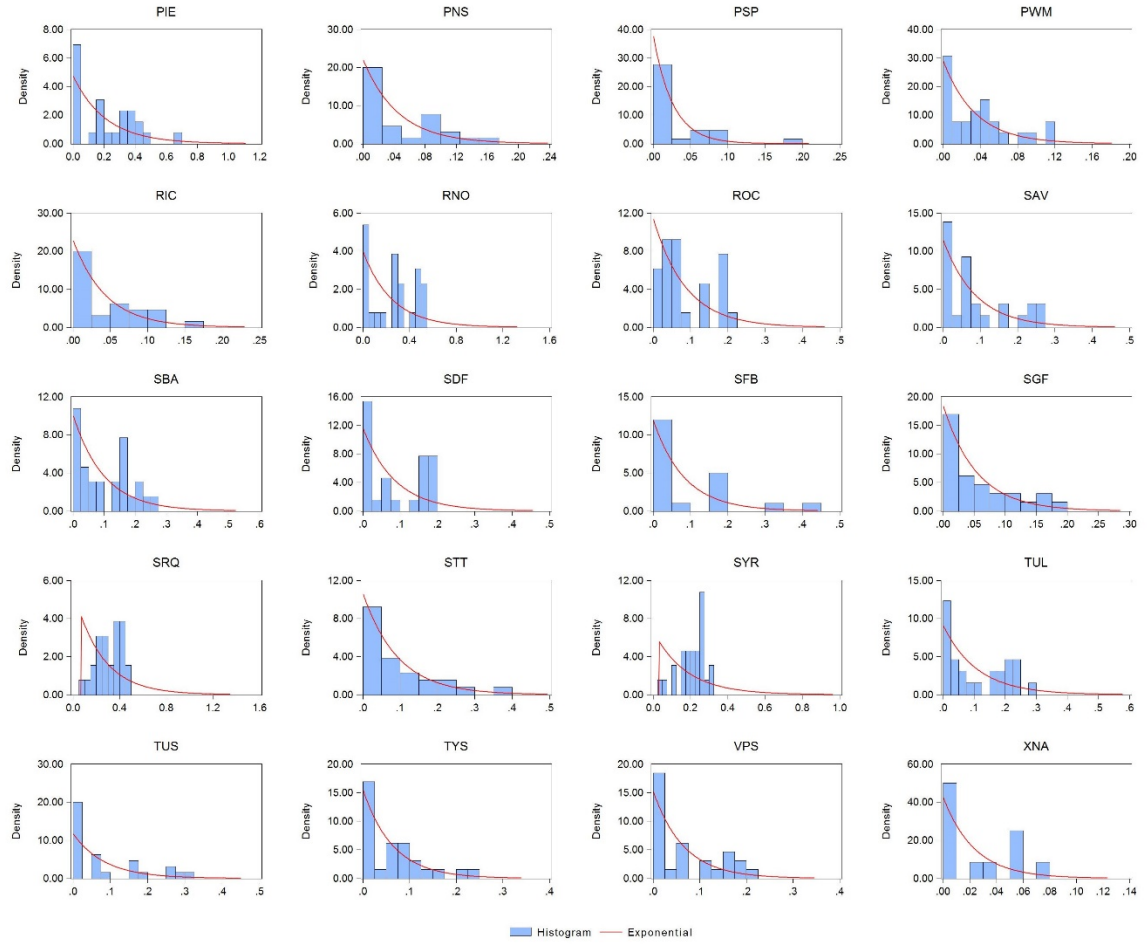 PIE PNS PSP PWM
8.00 30.00 40.00 40.00
6.00 20.00 30.00 30.00
4.00 10.00 20.00 20.00
2.00 0.00 10.00 10.00
0.00 0.00 0.00
Density Density Density Density
0.0 0.2 0.4 0.6 0.8 1.0 1.2 .00 .04 .08 .12 .16 .20 .24 .00 .05 .10 .15 .20 .25 .00 .04 .08 .12 .16 .20
RIC RNO ROC SAV
30.00 6.00 12.00 15.00
20.00 4.00 8.00 10.00
10.00 2.00 4.00 5.00
0.00 0.00 0.00 0.00
Density Density Density Density
.00 .05 .10 .15 .20 .25 0.0 0.4 0.8 1.2 1.6 .0 .1 .2 .3 .4 .5 .0 .1 .2 .3 .4 .5
SBA SDF SFB SGF
12.00 16.00 15.00 20.00
8.00 12.00 10.00 15.00
4.00 8.00 5.00 10.00
0.00 4.00 0.00 5.00
0.00 0.00
Density Density Density Density
.0 .1 .2 .3 .4 .5 .6 .0 .1 .2 .3 .4 .5 .0 .1 .2 .3 .4 .5 .00 .05 .10 .15 .20 .25 .30
SRQ STT SYR TUL
6.00 12.00 12.00 15.00
4.00 8.00 8.00 10.00
2.00 4.00 4.00 5.00
0.00 0.00 0.00 0.00
Density Density Density Density
0.0 0.4 0.8 1.2 1.6 .0 .1 .2 .3 .4 .5 0.0 0.2 0.4 0.6 0.8 1.0 .0 .1 .2 .3 .4 .5 .6
TUS TYS VPS XNA
30.00 20.00 20.00 60.00
20.00 15.00 15.00 40.00
10.00 10.00 10.00 20.00
0.00 5.00 5.00 0.00
0.00 0.00
Density Density Density Density
.0 .1 .2 .3 .4 .5 .0 .1 .2 .3 .4 .0 .1 .2 .3 .4 0.00 0.02 0.04 0.06 0.08 0.10 0.12 0.14
Histogram Exponential